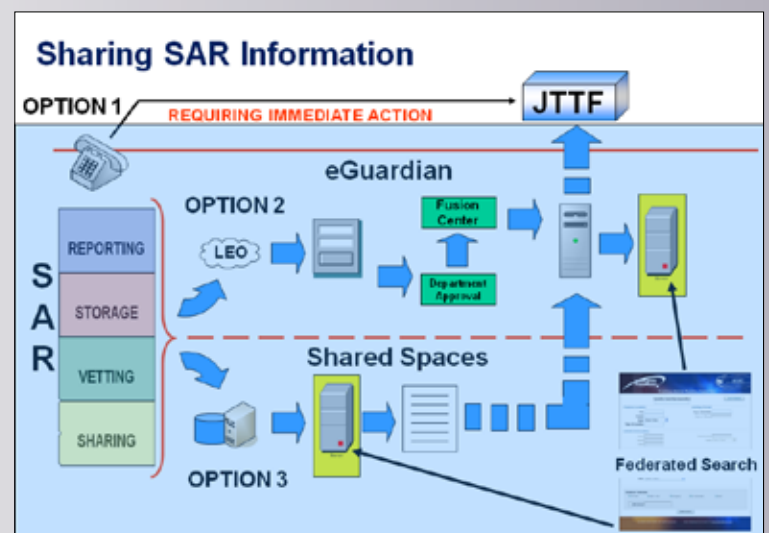 Sharing SAR Information
OPTION 1
REQUIRING IMMEDIATE ACTION
JTTF
eGuardian
OPTION 2
LEO
Fusion
Center
Department
Approval
SAR
REPORTING
STORAGE
VETTING
SHARING
Shared Spaces
OPTION 3
Federated Search